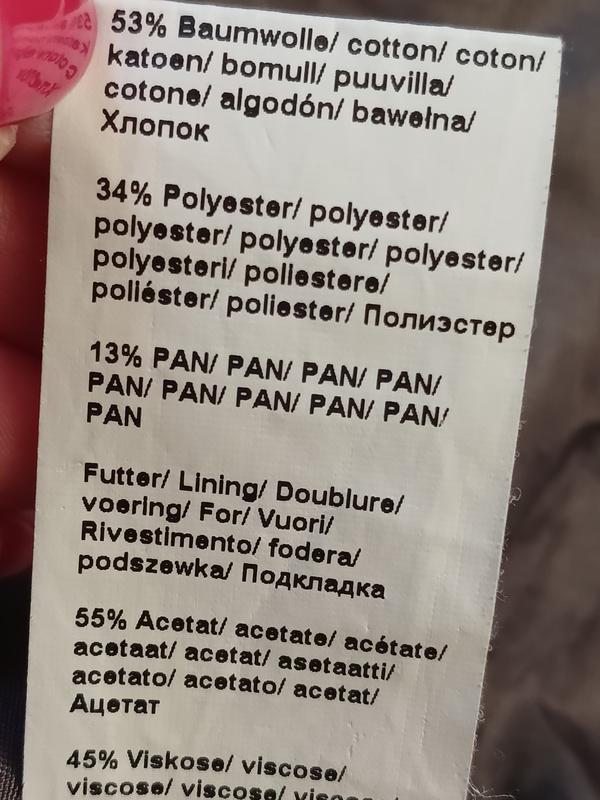 53% Baumwolle/ cotton/ coton/
katoen/ bomull/ puuvilla/
cotone/ algodón/ bawełna/
Хлопок
34% Polyester/ polyester/
polyester/ polyester/ polyester/
polyesteri/ poliestere/
poliéster/ poliester/ Полиэстер
13% PAN/ PAN/ PAN/ PAN/
PAN/ PAN/ PAN/ PAN/ PAN/
PAN
Futter/ Lining/ Doublure/
voering/ For/ Vuori/
Rivestimento/ fodera/
podszewka/ Подкладка
55% Acetat/ acetate/ acétate/
acetaat/ acetat/ asetaatti/
acetato/ acetato/ acetat/
Ацетат
45% Viskose/ viscose/
viscose/ viscose/